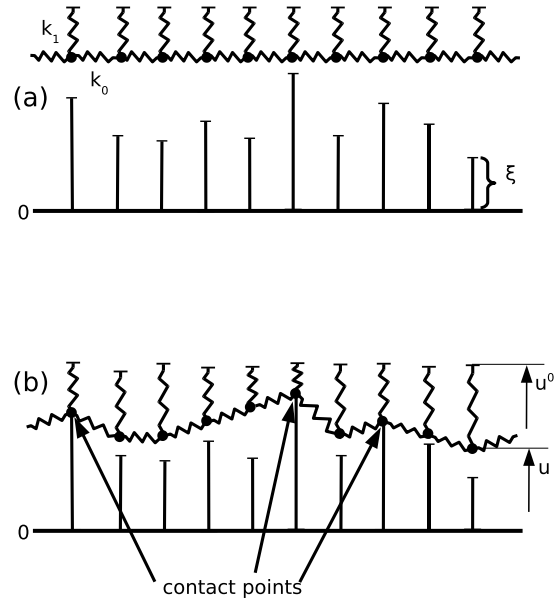 k₁
k₀
(a)
ξ
0
(b)
u⁰
u
0
contact points